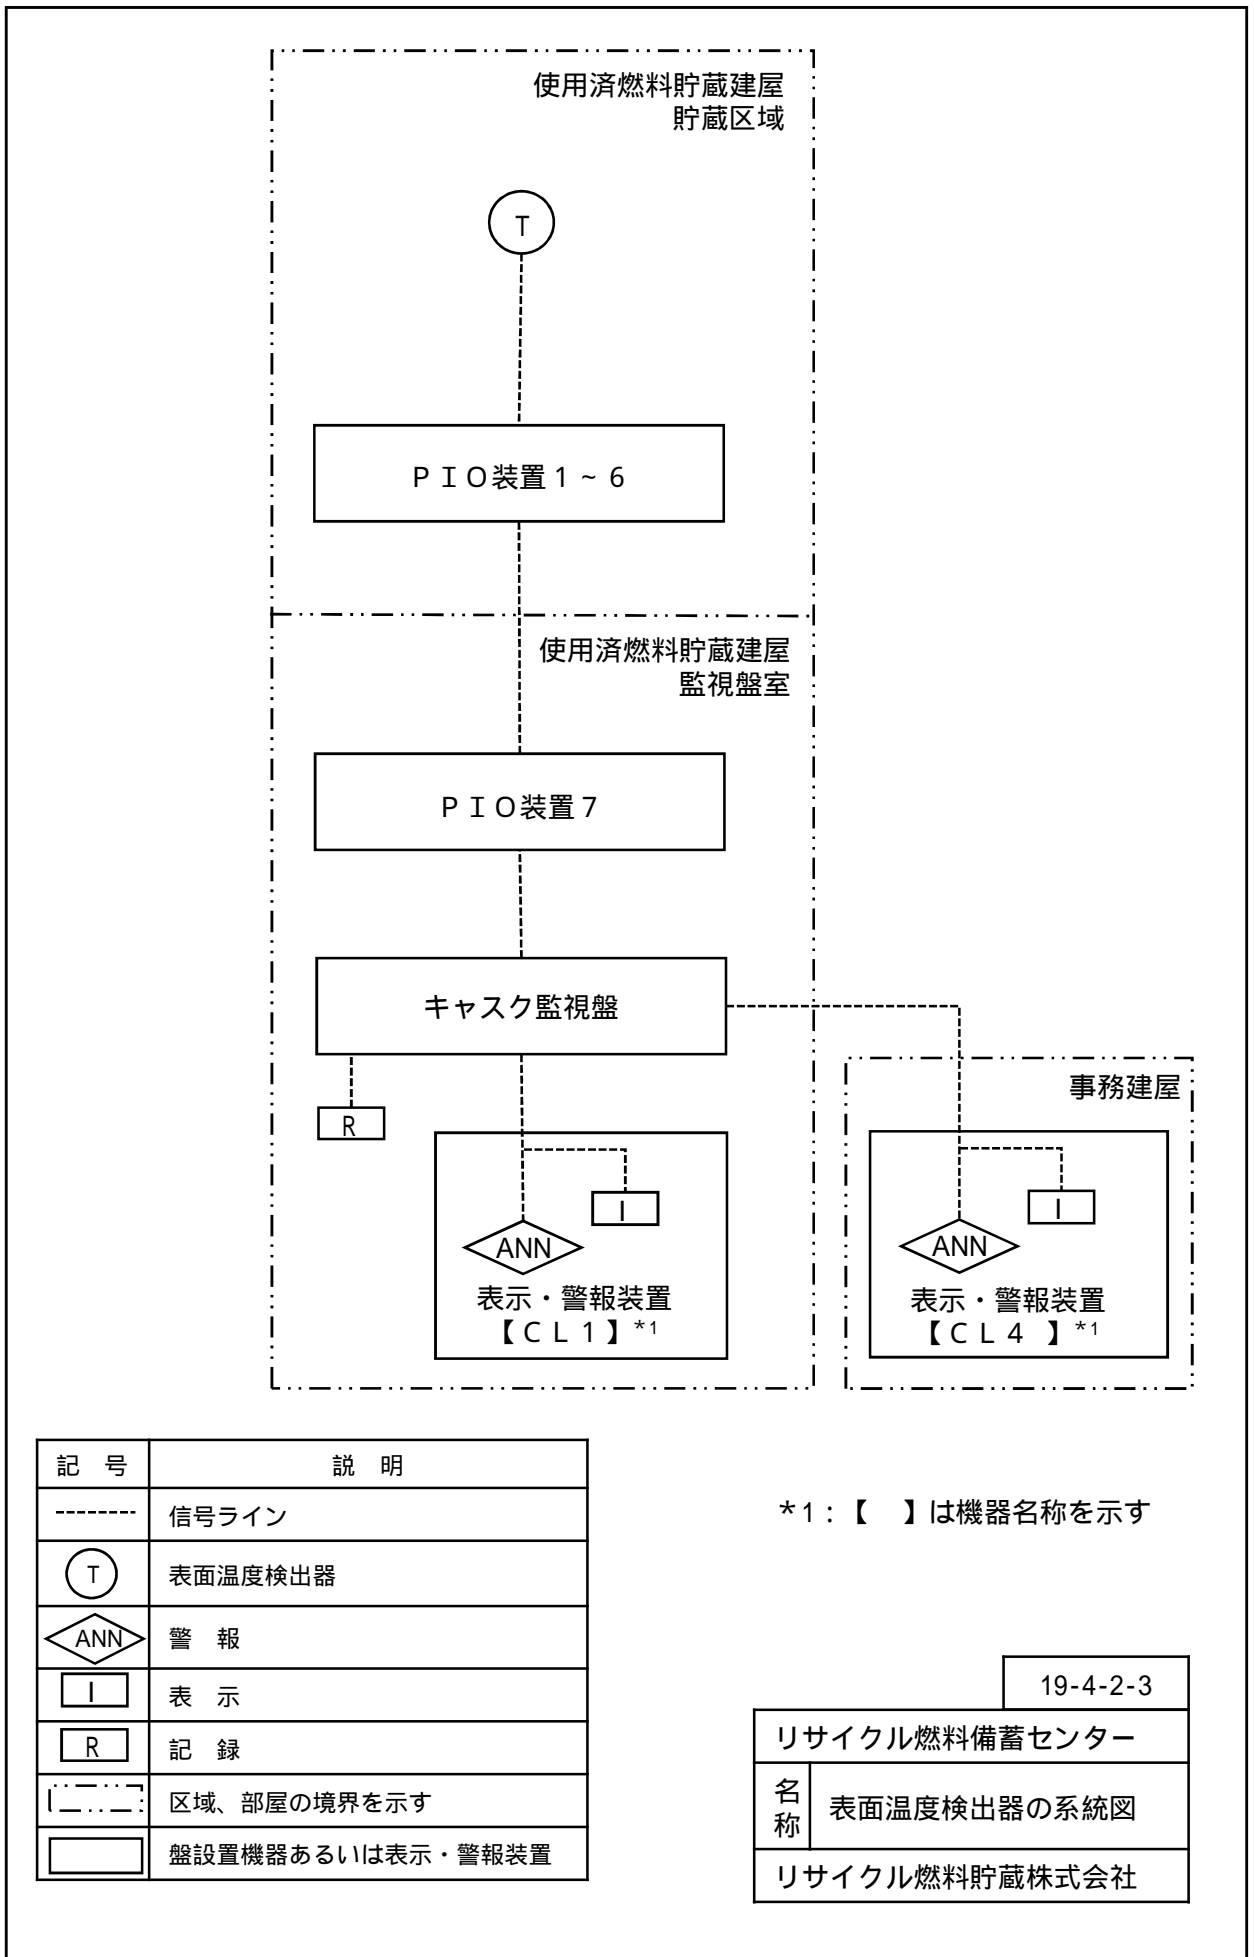 使用済燃料貯蔵建屋
貯蔵区域
T
PIO装置1~6
使用済燃料貯蔵建屋
監視盤室
PIO装置7
キャスク監視盤
R
I
ANN
表示・警報装置
【CL1】*1
事務建屋
I
ANN
表示・警報装置
【CL4 】*1
記 号 説 明
信号ライン
T 表面温度検出器
ANN 警 報
I 表 示
R 記 録
区域、部屋の境界を示す
盤設置機器あるいは表示・警報装置
*1:【 】は機器名称を示す
19-4-2-3
リサイクル燃料備蓄センター
名称 表面温度検出器の系統図
リサイクル燃料貯蔵株式会社